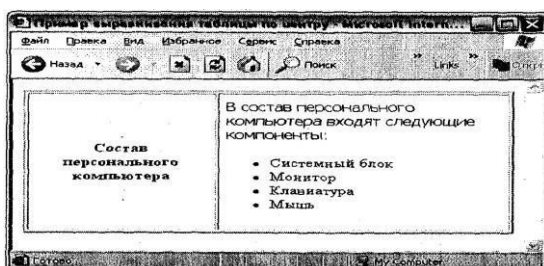 Пример выравнивания таблицы по центру - Microsoft Intern...
Файл Правка Вид Избранное Сервис Справка
Назад Поиск Links
Состав
персонального
компьютера
В состав персонального
компьютера входят следующие
компоненты:
• Системный блок
• Монитор
• Клавиатура
• Мышь
Готово My Computer